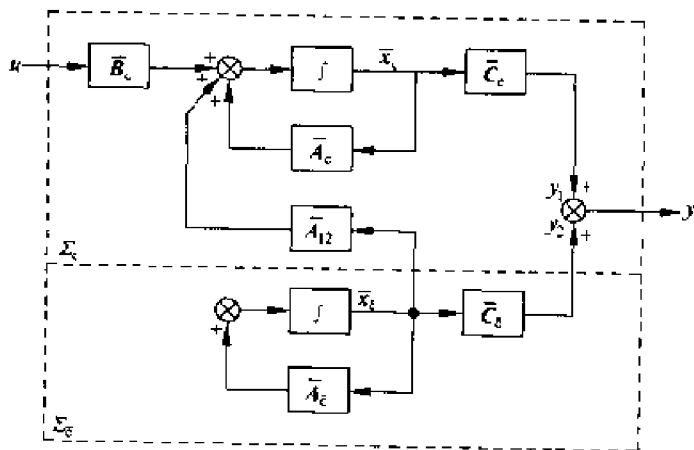 u
B̄c
+
+
+
∫
x̄c
C̄c
Āc
y₁
+
y
y₂
+
Ā₁₂
Σc
+
∫
x̄c̄
C̄c̄
Āc̄
Σc̄